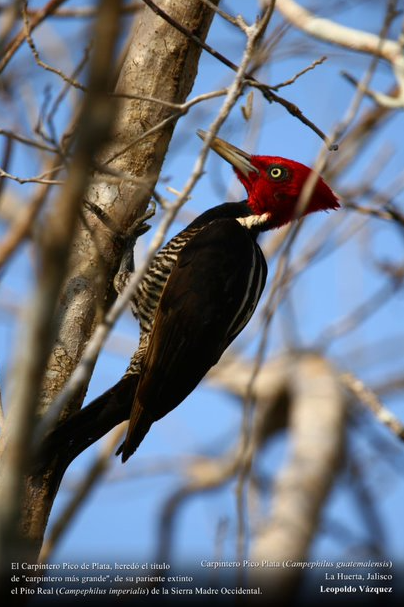 El Carpintero Pico de Plata, heredó el título
de "carpintero más grande", de su pariente extinto
el Pito Real (Campephilus imperialis) de la Sierra Madre Occidental.
Carpintero Pico Plata (Campephilus guatemalensis)
La Huerta, Jalisco
Leopoldo Vázquez